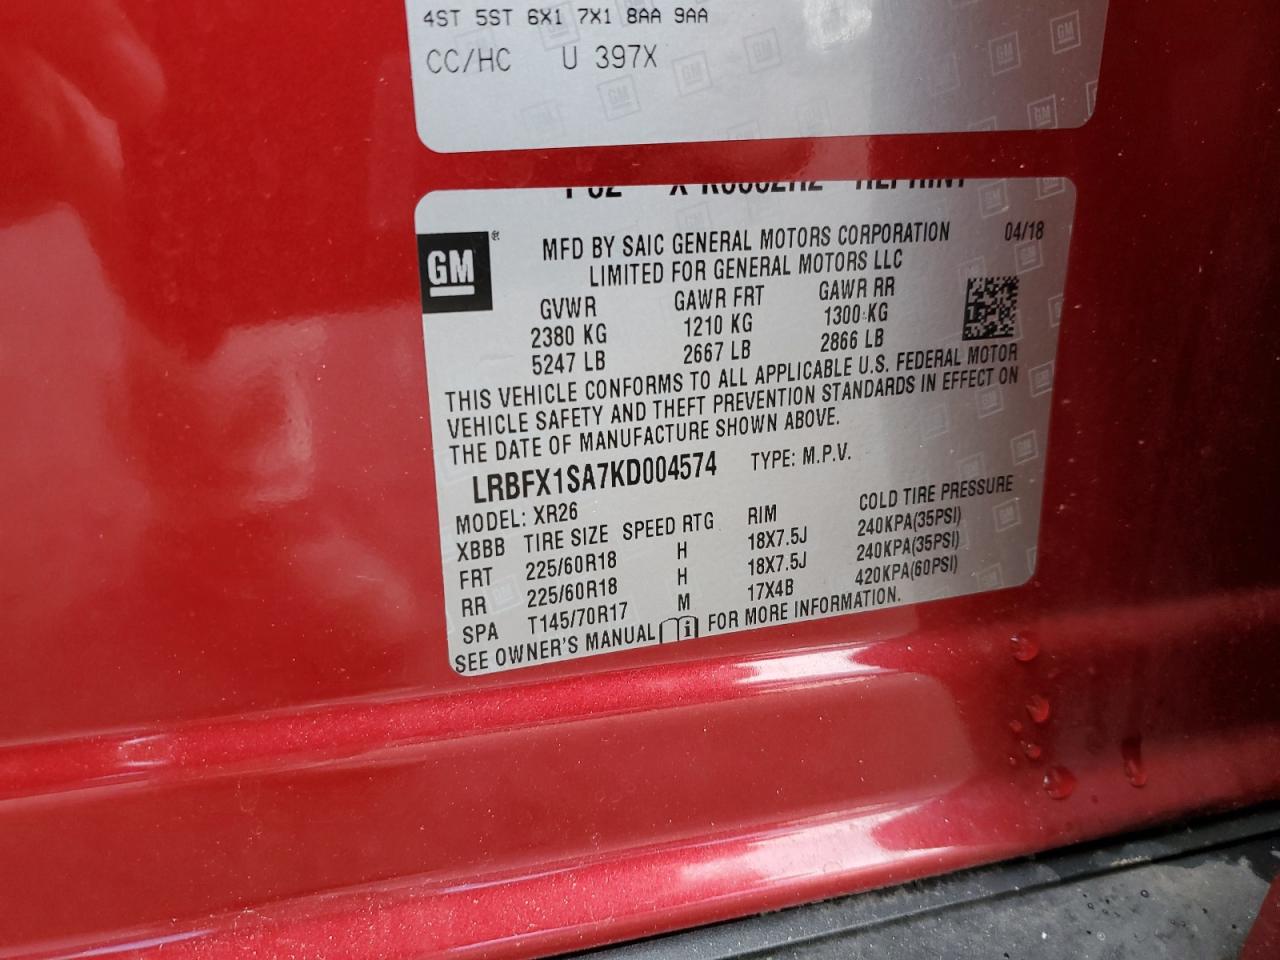 4ST 5ST 6X1 7X1 8AA 9AA
CC/HC U 397X
GM
®
MFD BY SAIC GENERAL MOTORS CORPORATION 04/18
LIMITED FOR GENERAL MOTORS LLC
GVWR GAWR FRT GAWR RR
2380 KG 1210 KG 1300 KG
5247 LB 2667 LB 2866 LB
THIS VEHICLE CONFORMS TO ALL APPLICABLE U.S. FEDERAL MOTOR
VEHICLE SAFETY AND THEFT PREVENTION STANDARDS IN EFFECT ON
THE DATE OF MANUFACTURE SHOWN ABOVE.
LRBFX1SA7KD004574 TYPE: M.P.V.
MODEL: XR26
XBBB TIRE SIZE SPEED RTG RIM COLD TIRE PRESSURE
FRT 225/60R18 H 18X7.5J 240KPA(35PSI)
RR 225/60R18 H 18X7.5J 240KPA(35PSI)
SPA T145/70R17 M 17X4B 420KPA(60PSI)
SEE OWNER'S MANUAL FOR MORE INFORMATION.